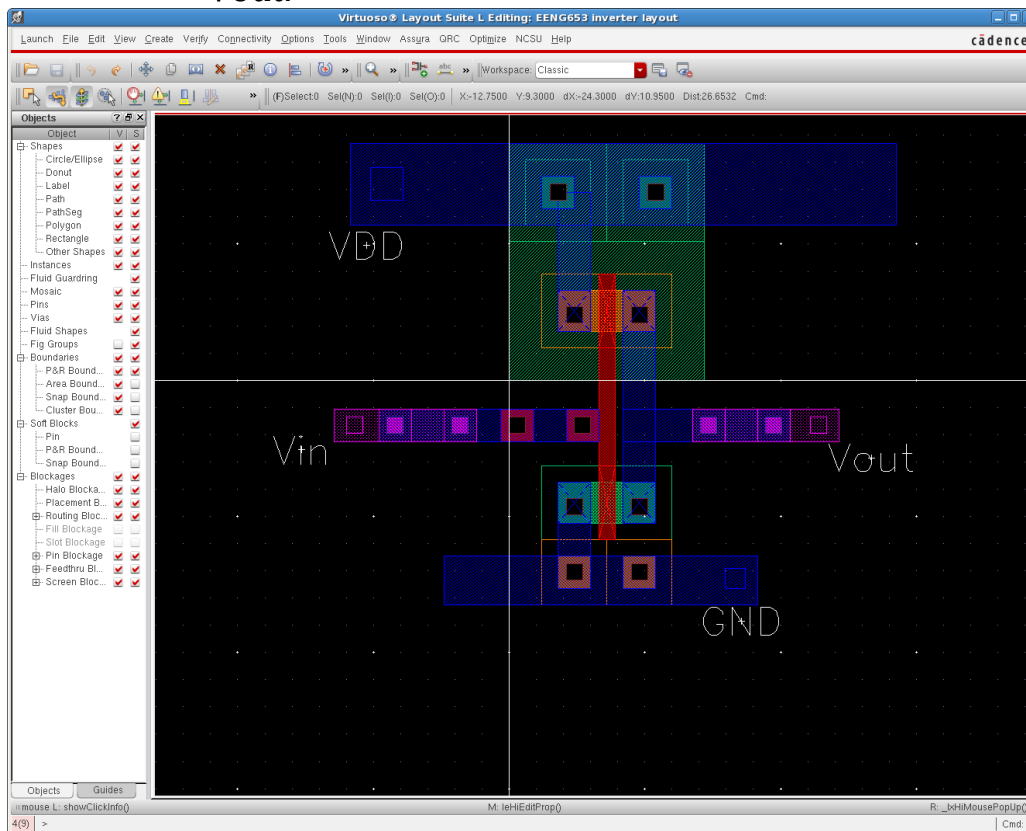 Virtuoso® Layout Suite L Editing: EENG653 inverter layout
Launch File Edit View Create Verify Connectivity Options Tools Window Assura QRC Optimize NCSU Help
cādence
» » » Workspace: Classic
» (F)Select:0 Sel(N):0 Sel(I):0 Sel(O):0 X:-12.7500 Y:9.3000 dX:-24.3000 dY:10.9500 Dist:26.6532 Cmd:
Objects
Object V S
Shapes
Circle/Ellipse
Donut
Label
Path
PathSeg
Polygon
Rectangle
Other Shapes
Instances
Fluid Guardring
Mosaic
Pins
Vias
Fluid Shapes
Fig Groups
Boundaries
P&R Bound...
Area Bound...
Snap Bound...
Cluster Bou...
Soft Blocks
Pin
P&R Bound...
Snap Bound...
Blockages
Halo Blocka...
Placement B...
Routing Bloc...
Fill Blockage
Slot Blockage
Pin Blockage
Feedthru Bl...
Screen Bloc...
VDD
Vin
Vout
GND
Objects Guides
mouse L: showClickInfo() M: leHiEditProp() R: _lxHiMousePopUp()
4(9) > Cmd: